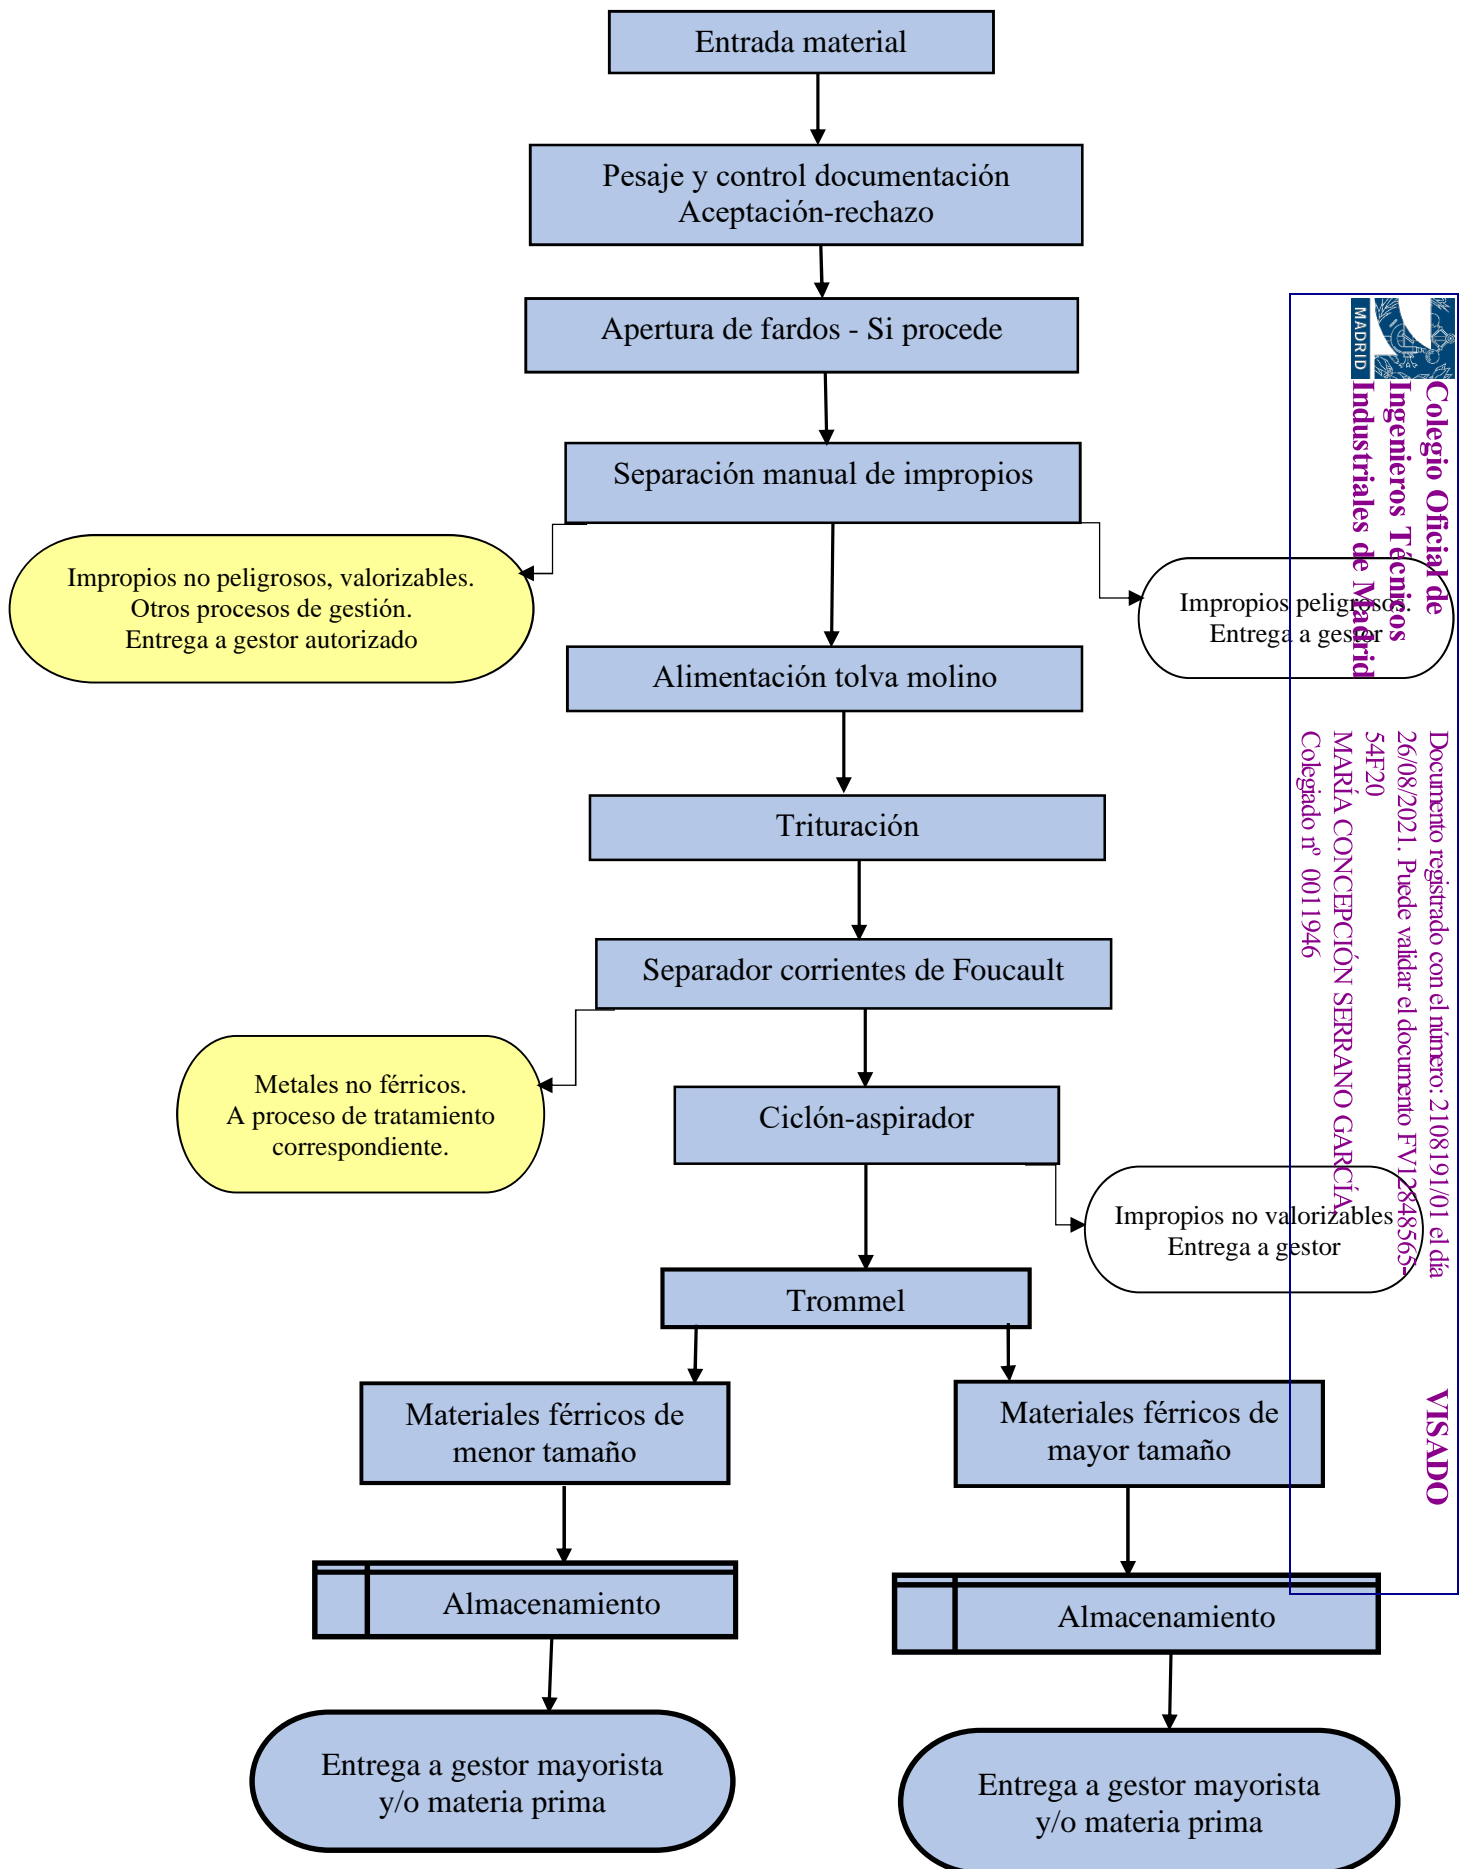 Entrada material
Pesaje y control documentación
Aceptación-rechazo
Apertura de fardos - Si procede
Separación manual de impropios
Impropios no peligrosos, valorizables.
Otros procesos de gestión.
Entrega a gestor autorizado
Impropios peligrosos.
Entrega a gestor
Alimentación tolva molino
Trituración
Separador corrientes de Foucault
Metales no férricos.
A proceso de tratamiento
correspondiente.
Ciclón-aspirador
Impropios no valorizables
Entrega a gestor
Trommel
Materiales férricos de
menor tamaño
Materiales férricos de
mayor tamaño
Almacenamiento
Almacenamiento
Entrega a gestor mayorista
y/o materia prima
Entrega a gestor mayorista
y/o materia prima
MADRID
Colegio Oficial de
Ingenieros Técnicos
Industriales de Madrid
Documento registrado con el número: 2108191/01 el día
26/08/2021. Puede validar el documento FV12848565-
54F20
MARÍA CONCEPCIÓN SERRANO GARCÍA,
Colegiado nº 0011946
VISADO